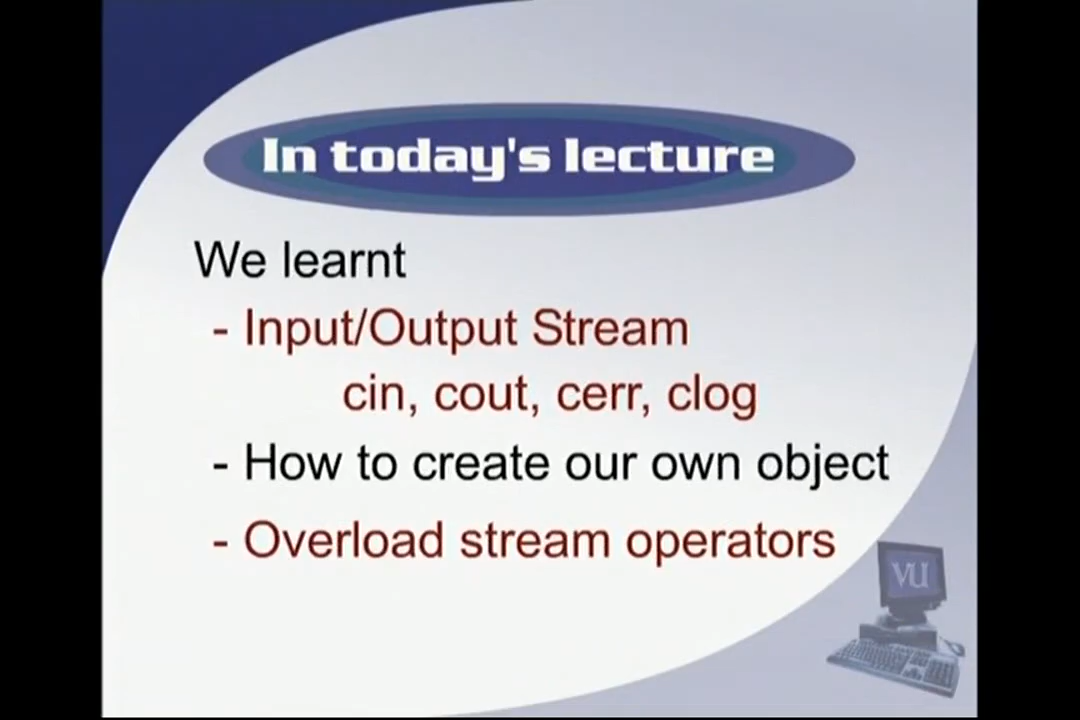 In today's lecture
We learnt
- Input/Output Stream
cin, cout, cerr, clog
- How to create our own object
- Overload stream operators
VU